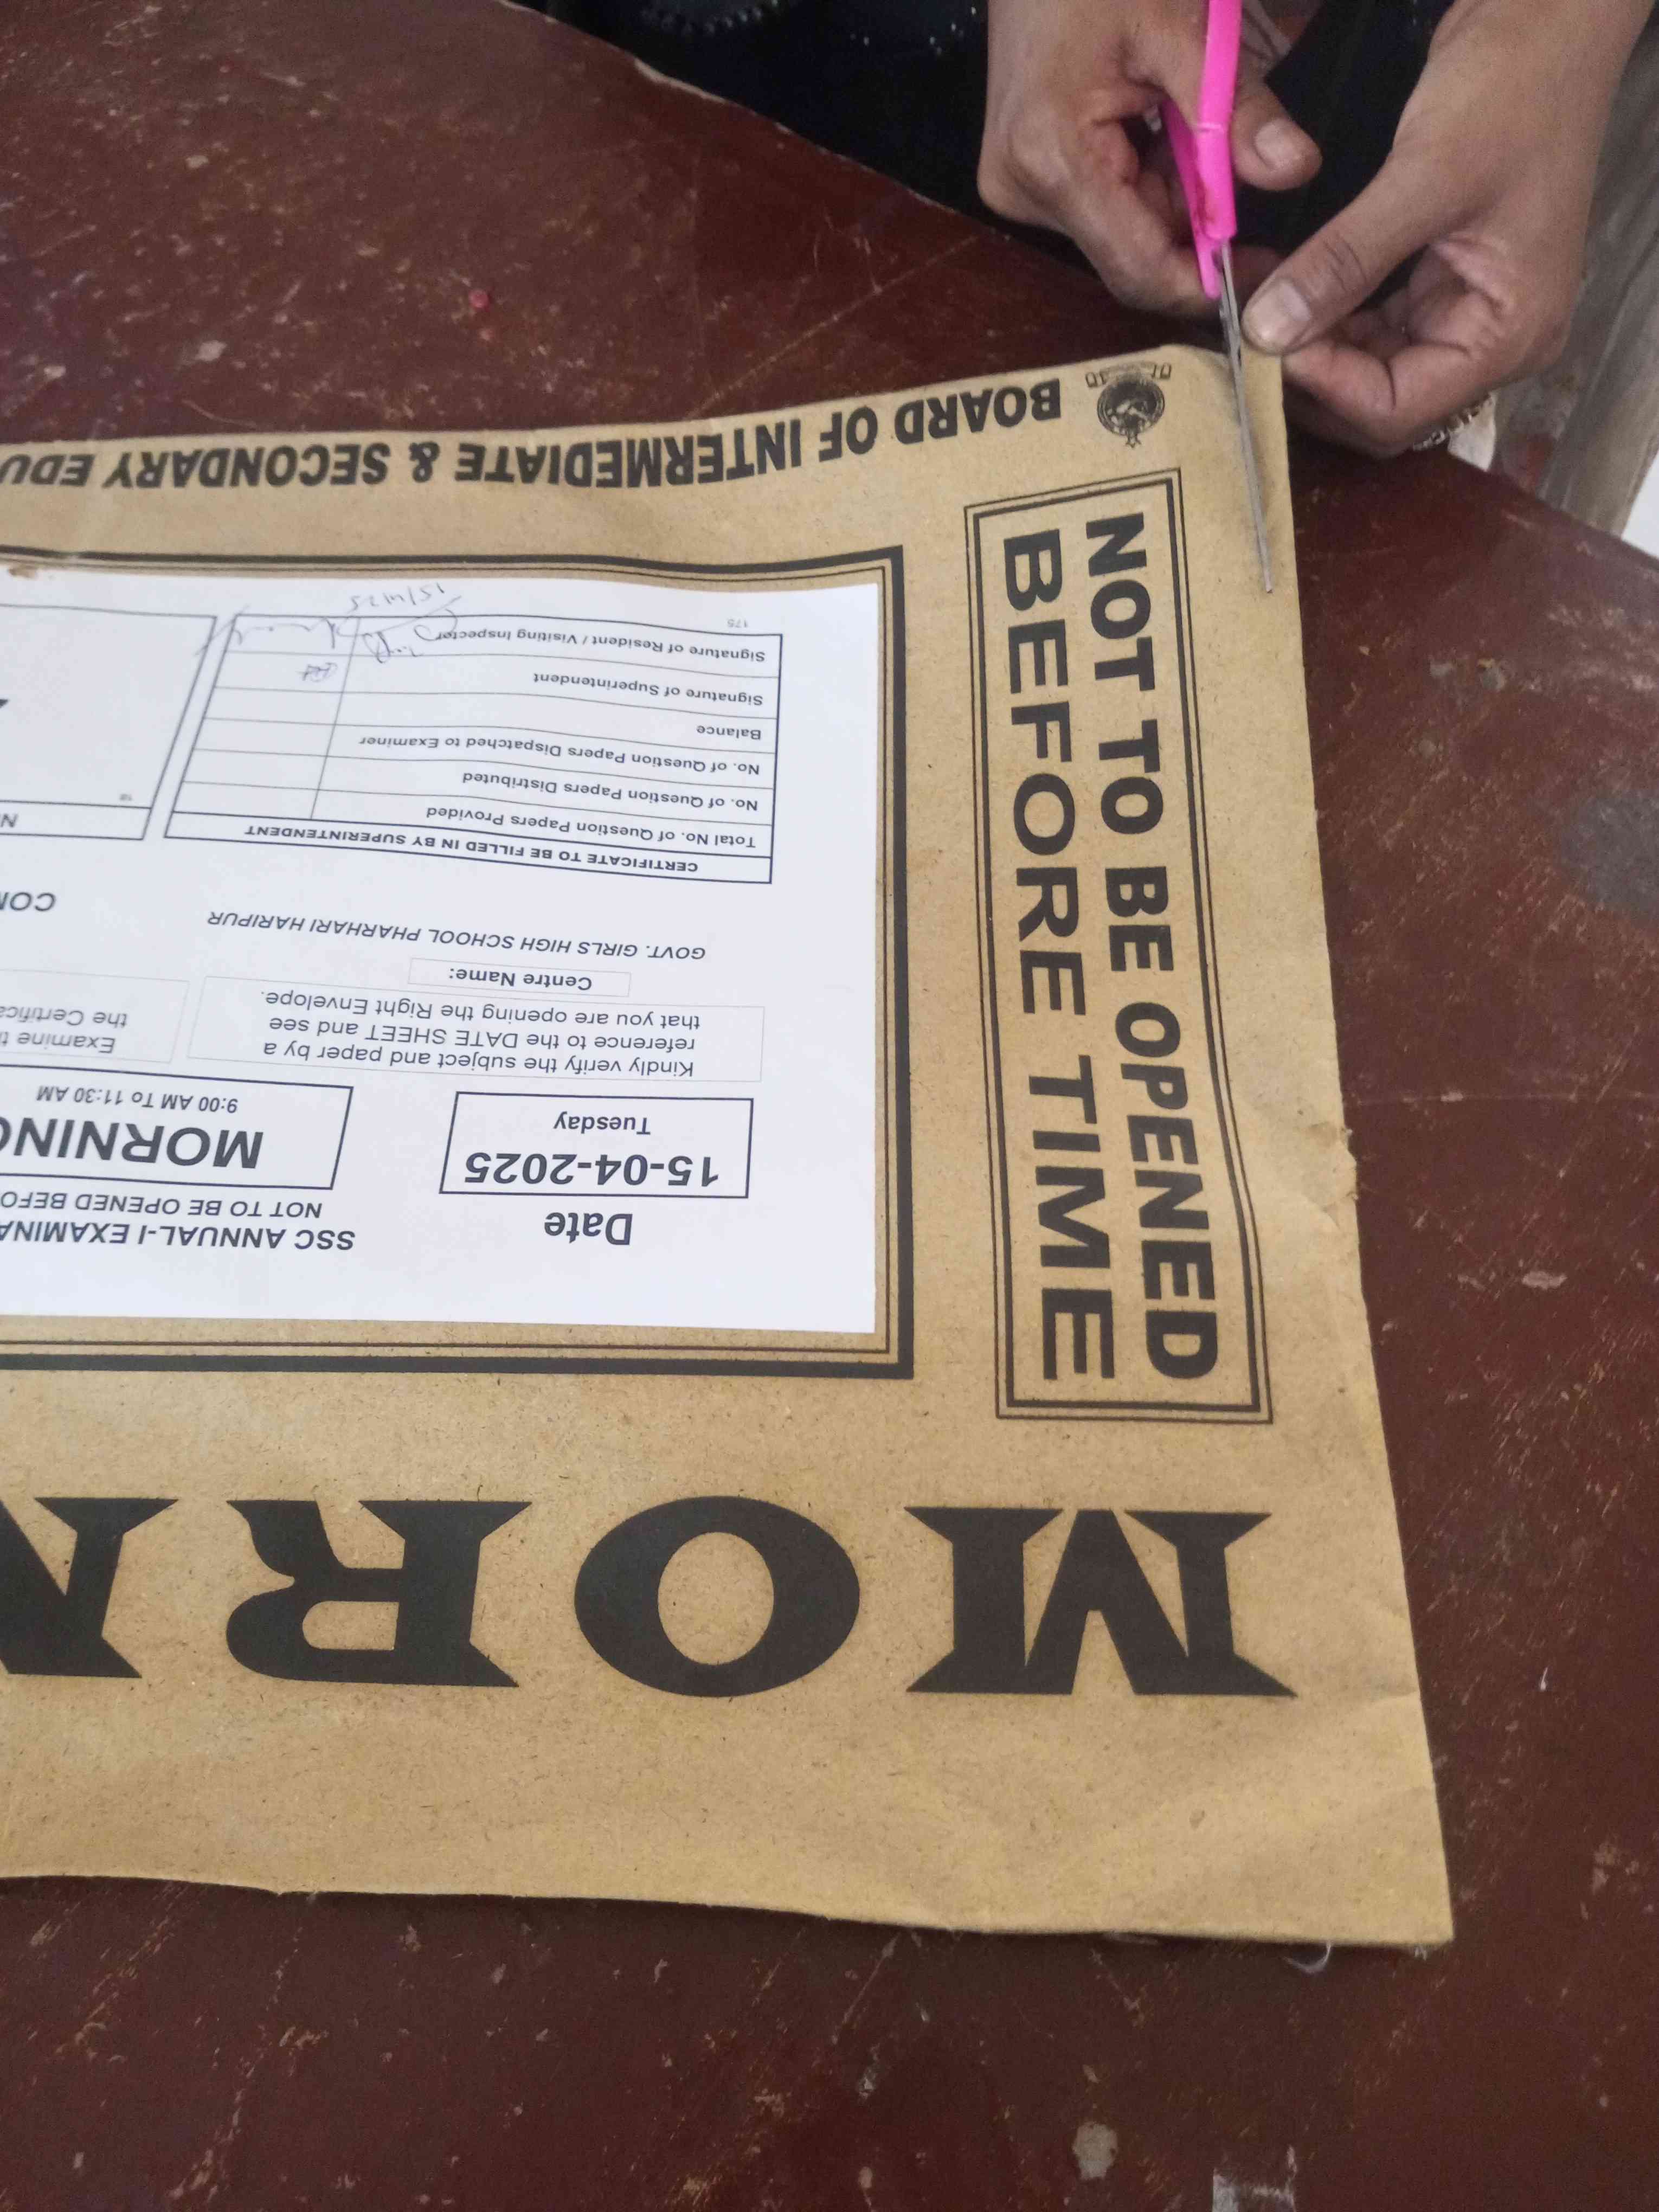 MORN
NOT TO BE OPENED
BEFORE TIME
Date
15-04-2025
Tuesday
SSC ANNUAL-I
NOT TO BE OPENED
MORNING
9:00 AM To 11:30 AM
Kindly verify the subject and paper by a
reference to the DATE SHEET and see
that you are opening the Right Envelope.
Examine
the
Centre Name:
GOVT. GIRLS HIGH SCHOOL PHARHARI HARIPUR
CERTIFICATE TO BE FILLED IN BY SUPERINTENDENT
Total No. of Question Papers Provided
No. of Question Papers Distributed
No. of Question Papers Dispatched to Examiner
Balance
Signature of Superintendent
Signature of Resident / Visiting Inspector
175
15/4/25
18
BOARD OF INTERMEDIATE & SECONDARY EDU